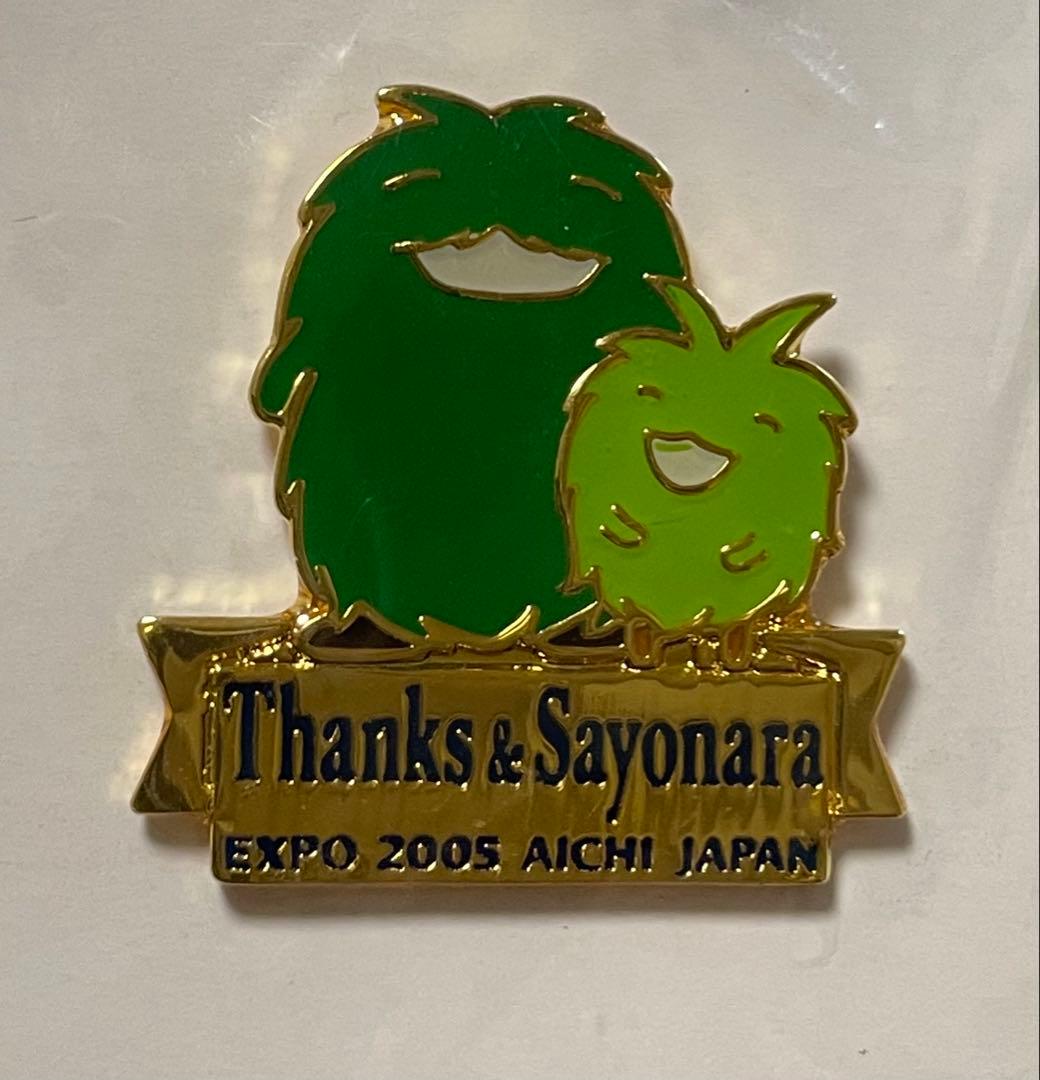 Thanks & Sayonara
EXPO 2005 AICHI JAPAN